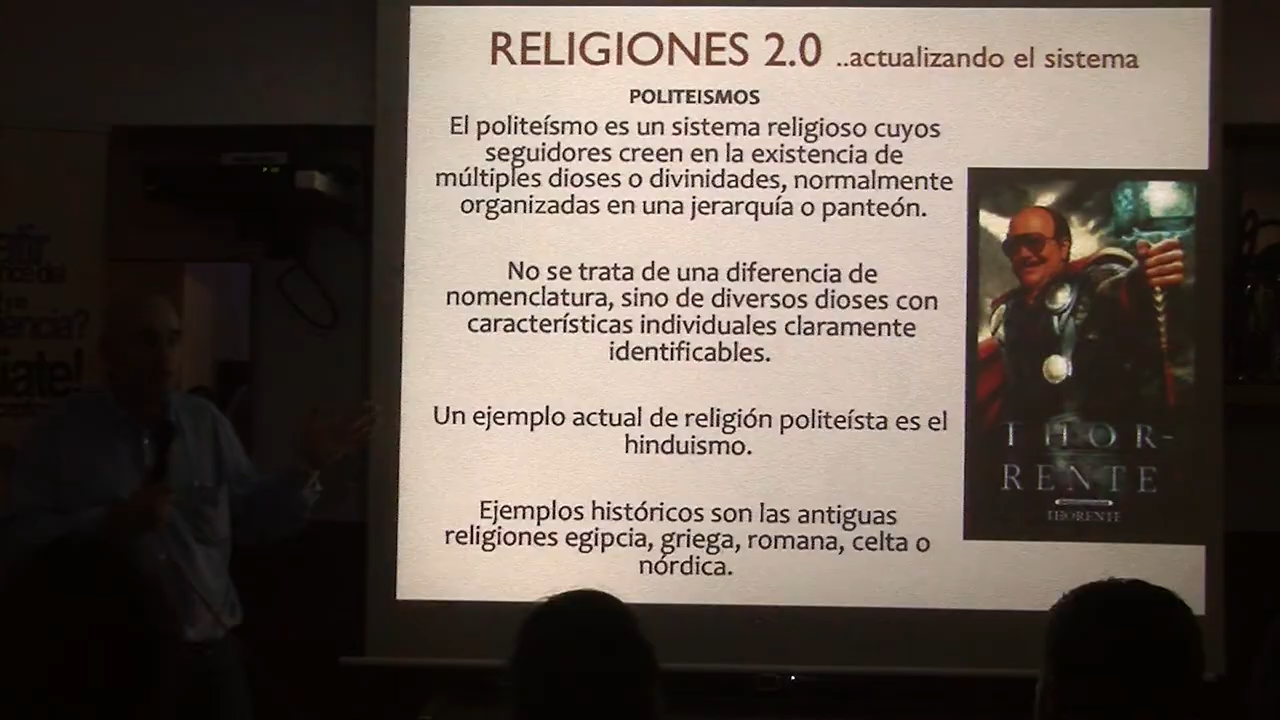 RELIGIONES 2.0 ..actualizando el sistema
POLITEISMOS
El politeísmo es un sistema religioso cuyos
seguidores creen en la existencia de
múltiples dioses o divinidades, normalmente
organizadas en una jerarquía o panteón.
No se trata de una diferencia de
nomenclatura, sino de diversos dioses con
características individuales claramente
identificables.
Un ejemplo actual de religión politeísta es el
hinduismo.
Ejemplos históricos son las antiguas
religiones egipcia, griega, romana, celta o
nórdica.
THOR-
RENTE
THORENTE